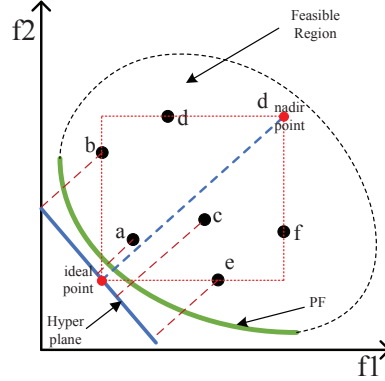 f2
Feasible
Region
d
nadir
point
d
b
c
a
f
e
ideal
point
Hyper
plane
PF
f1